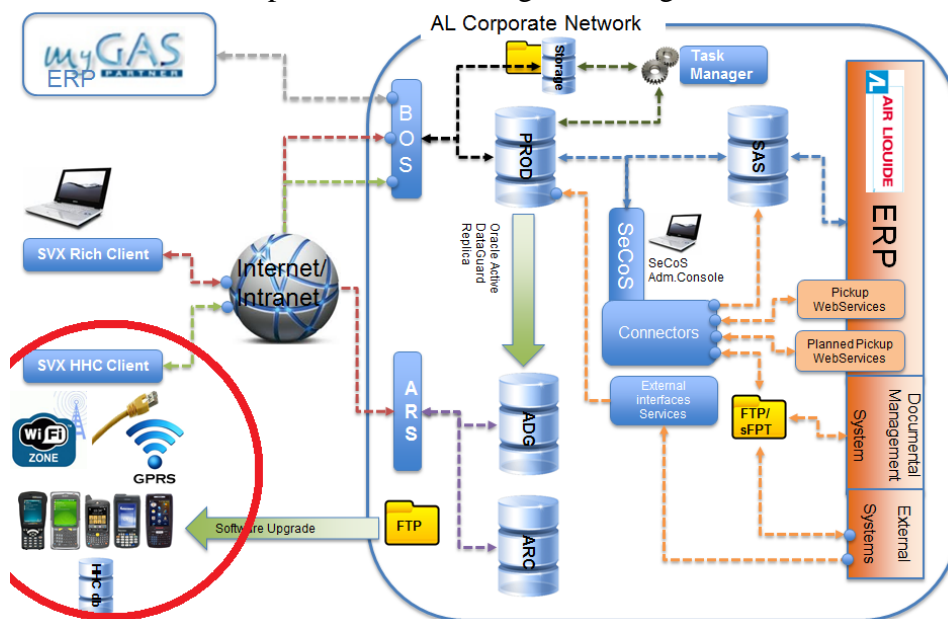 AL Corporate Network
myGAS
PARTNER
ERP
BOS
Storage
Task
Manager
PROD
SAS
AIR LIQUIDE
ERP
SVX Rich Client
Internet/
Intranet
Oracle Active
DataGuard
Replica
SeCoS
SeCoS
Adm.Console
Connectors
Pickup
WebServices
Planned Pickup
WebServices
SVX HHC Client
ARS
ADG
External
interfaces
Services
FTP/
sFPT
Documental
Management
System
WiFi
ZONE
GPRS
Software Upgrade
FTP
ARC
External
Systems
HHC db